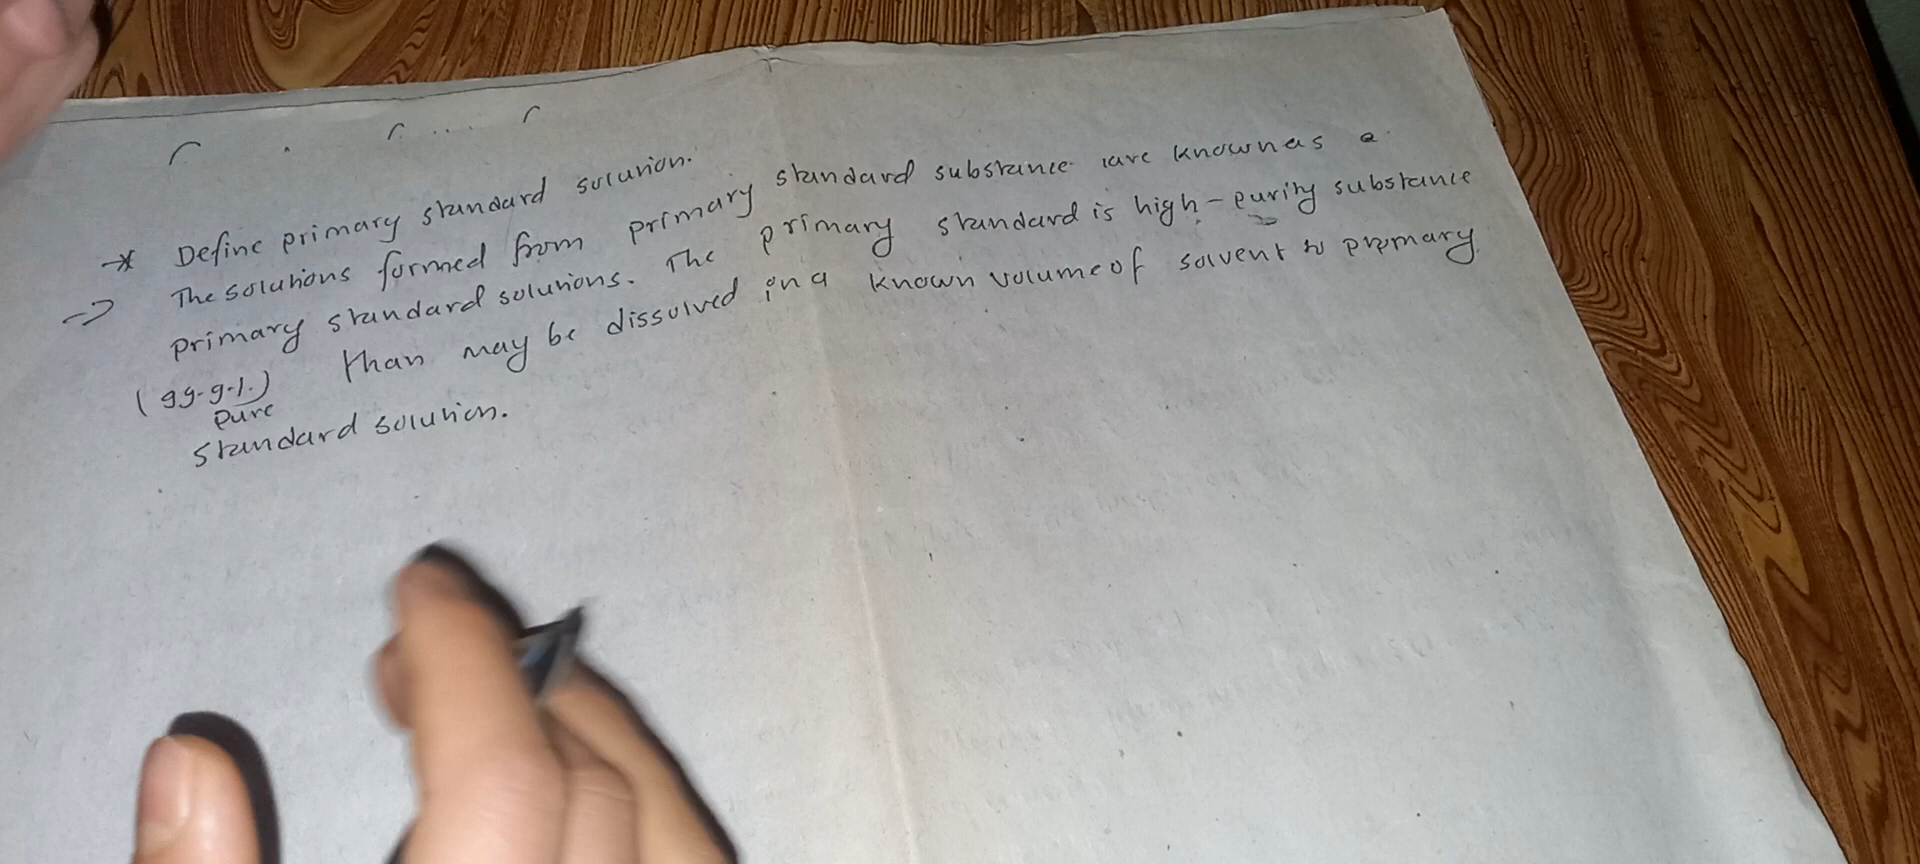 * Define primary standard solution.
=> The solutions formed from primary standard substance are known as a
primary standard solutions. The primary standard is high-purity substance
(99.9%) pure than may be dissolved in a known volume of solvent to prpmary
standard solution.